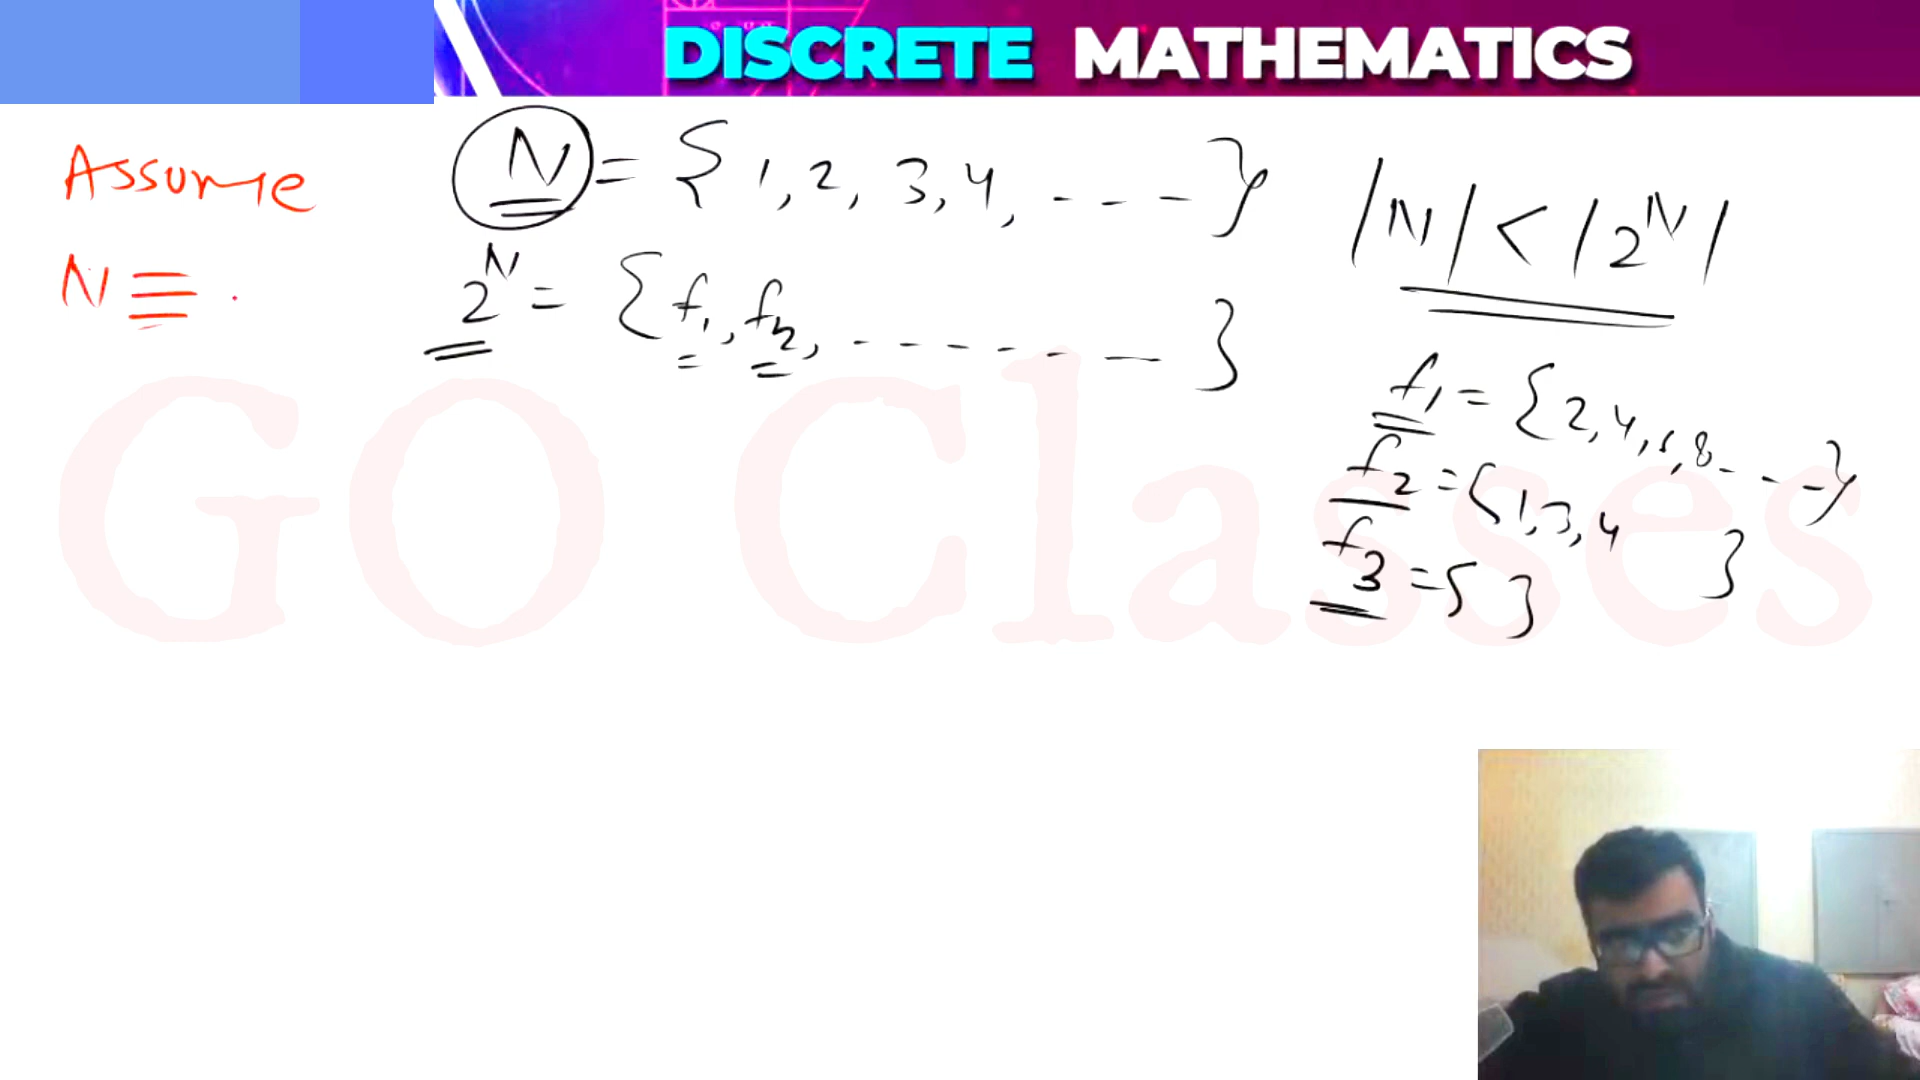 DISCRETE MATHEMATICS
Assume
N ≡ .
N = { 1, 2, 3, 4, - - - }
2^N = { f1, f2, - - - - - - - }
|N| < |2^N|
f1 = { 2, 4, 6, 8 - - - }
f2 = { 1, 3, 4 }
f3 = { }
GO Classes